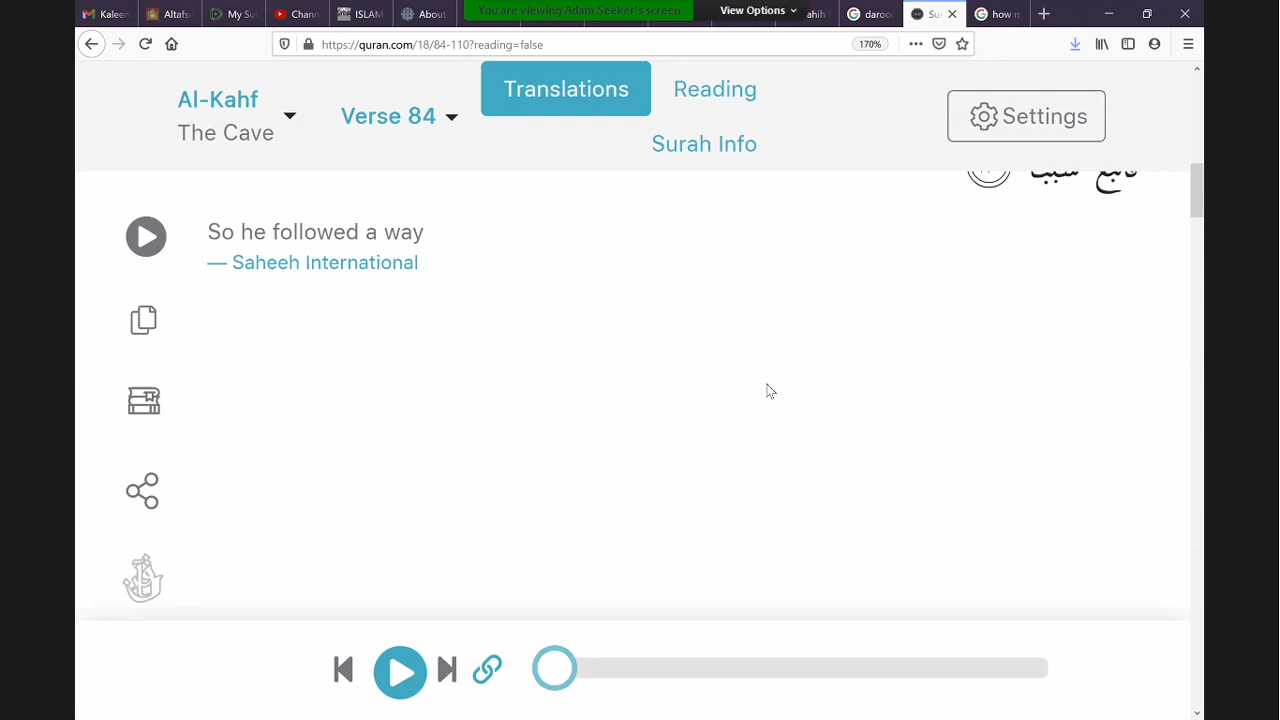 You are viewing Adam Seeker's screen
View Options
Kaleen
Altafs
My Su
Chann
ISLAM
Abou
ahih
daroo
Su
how m
https://quran.com/18/84-110?reading=false
170%
Al-Kahf
The Cave
Verse 84
Translations
Reading
Surah Info
Settings
So he followed a way
— Saheeh International